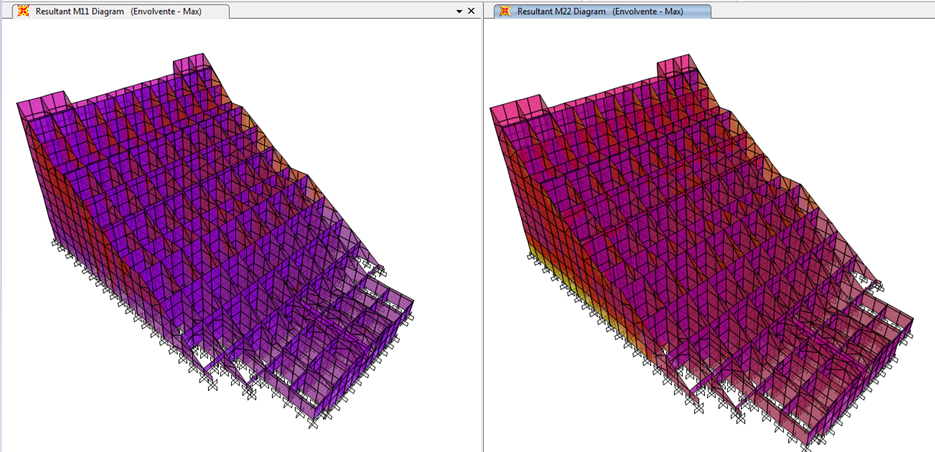 Resultant M11 Diagram (Envolvente - Max)
Resultant M22 Diagram (Envolvente - Max)